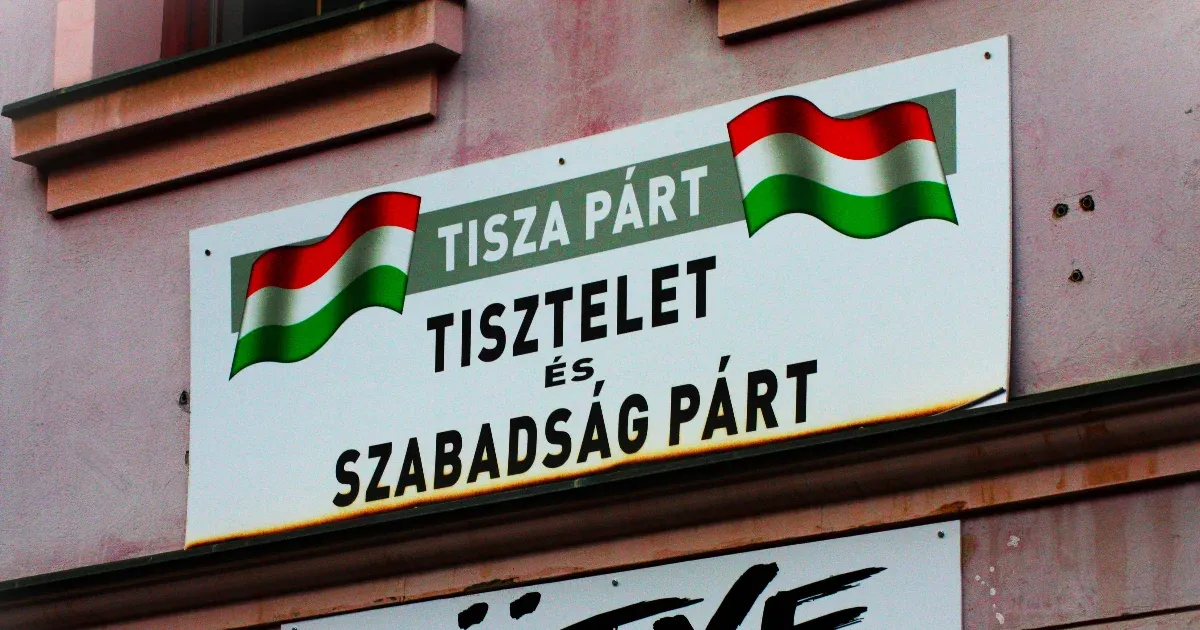 TISZA PÁRT
TISZTELET
ÉS
SZABADSÁG PÁRT